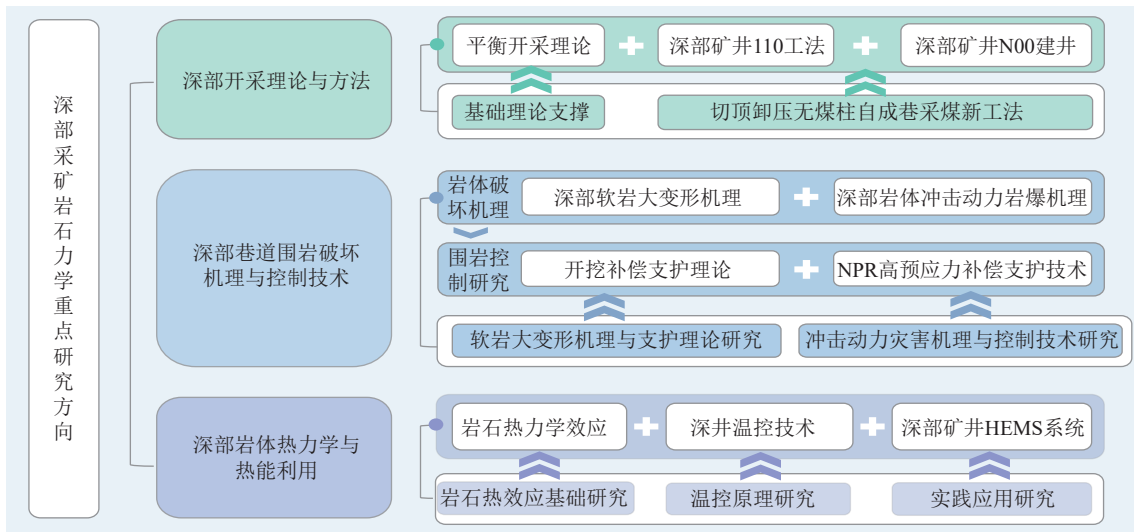 深部采矿岩石力学重点研究方向
深部开采理论与方法
平衡开采理论
深部矿井110工法
深部矿井N00建井
基础理论支撑
切顶卸压无煤柱自成巷采煤新工法
深部巷道围岩破坏
机理与控制技术
岩体破
坏机理
深部软岩大变形机理
深部岩体冲击动力岩爆机理
围岩控
制研究
开挖补偿支护理论
NPR高预应力补偿支护技术
软岩大变形机理与支护理论研究
冲击动力灾害机理与控制技术研究
深部岩体热力学与
热能利用
岩石热力学效应
深井温控技术
深部矿井HEMS系统
岩石热效应基础研究
温控原理研究
实践应用研究